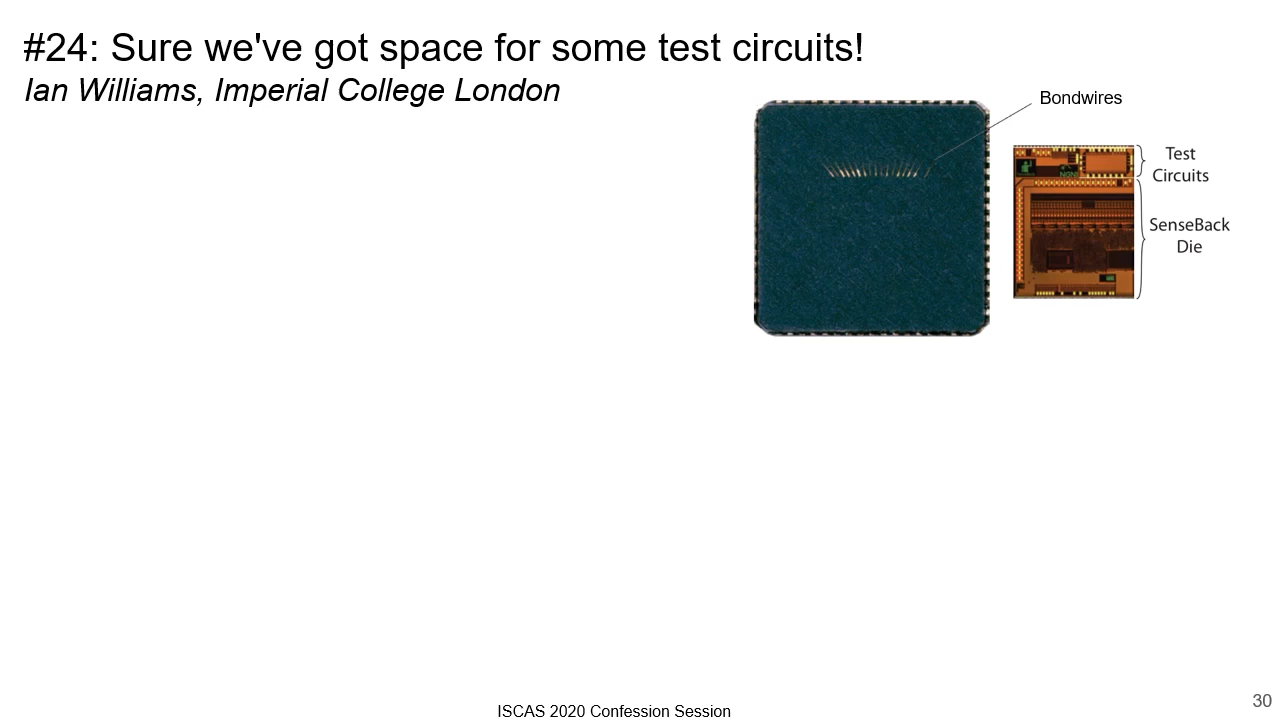 #24: Sure we've got space for some test circuits!
Ian Williams, Imperial College London
Bondwires
Test
Circuits
SenseBack
Die
ISCAS 2020 Confession Session
30